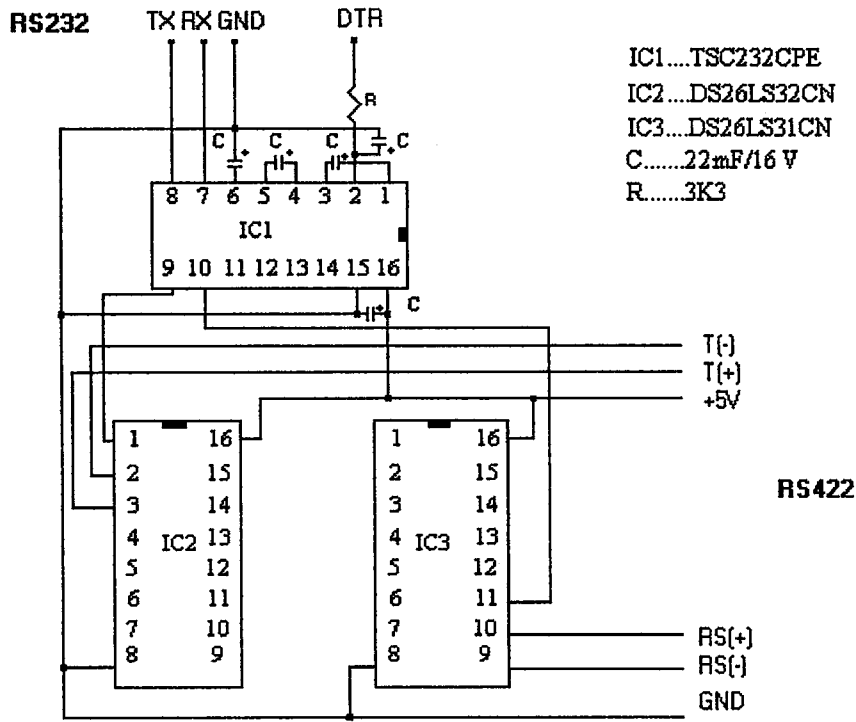 RS232 TX RX GND DTR
IC1....TSC232CPE
IC2....DS26LS32CN
IC3....DS26LS31CN
C.......22mF/16 V
R.......3K3
R
C C C C
8 7 6 5 4 3 2 1
IC1
9 10 11 12 13 14 15 16
C
T(-)
T(+)
+5V
1 16
2 15
3 14
4 13
IC2
5 12
6 11
7 10
8 9
1 16
2 15
3 14
4 13
IC3
5 12
6 11
7 10
8 9
RS422
RS(+)
RS(-)
GND